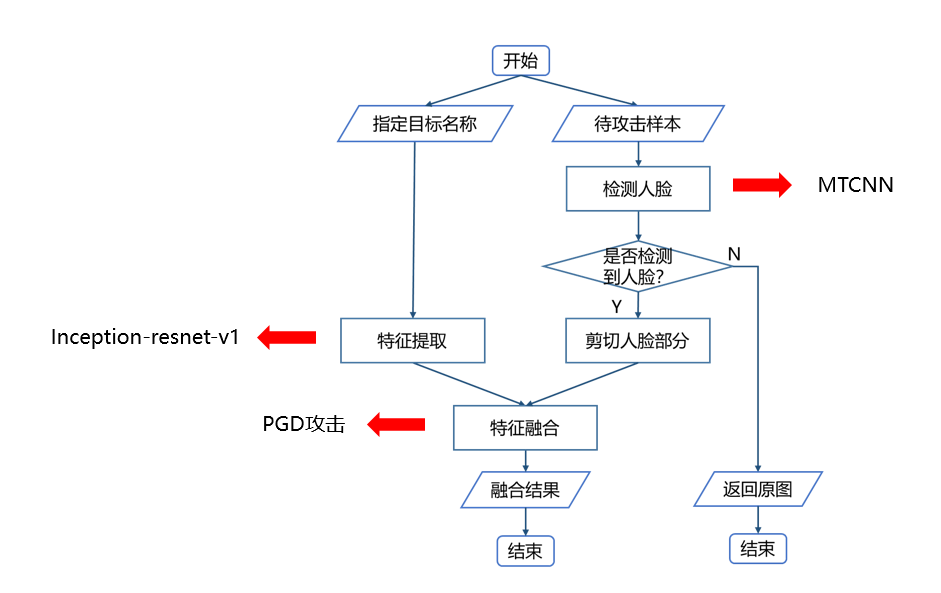 开始
指定目标名称
待攻击样本
检测人脸
MTCNN
是否检测
到人脸？
N
Y
Inception-resnet-v1
特征提取
剪切人脸部分
PGD攻击
特征融合
融合结果
返回原图
结束
结束